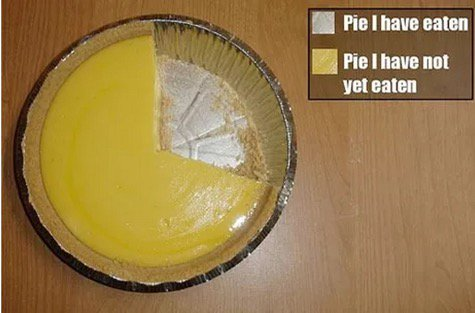 Pie I have eaten
Pie I have not
yet eaten